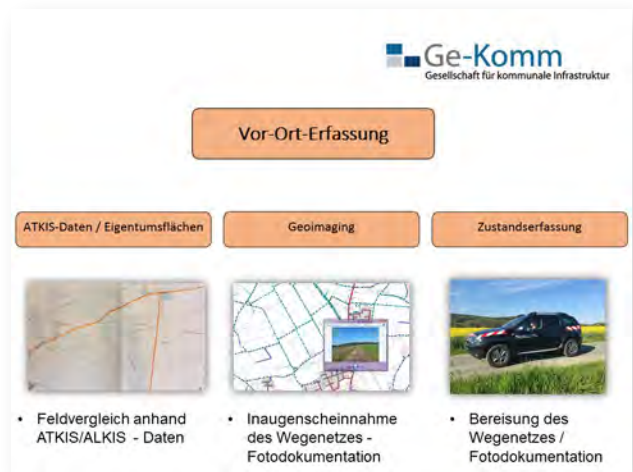 Ge-Komm
Gesellschaft für kommunale Infrastruktur
Vor-Ort-Erfassung
ATKIS-Daten / Eigentumsflächen
Geoimaging
Zustandserfassung
• Feldvergleich anhand
ATKIS/ALKIS - Daten
• Inaugenscheinnahme
des Wegenetzes -
Fotodokumentation
• Bereisung des
Wegenetzes /
Fotodokumentation